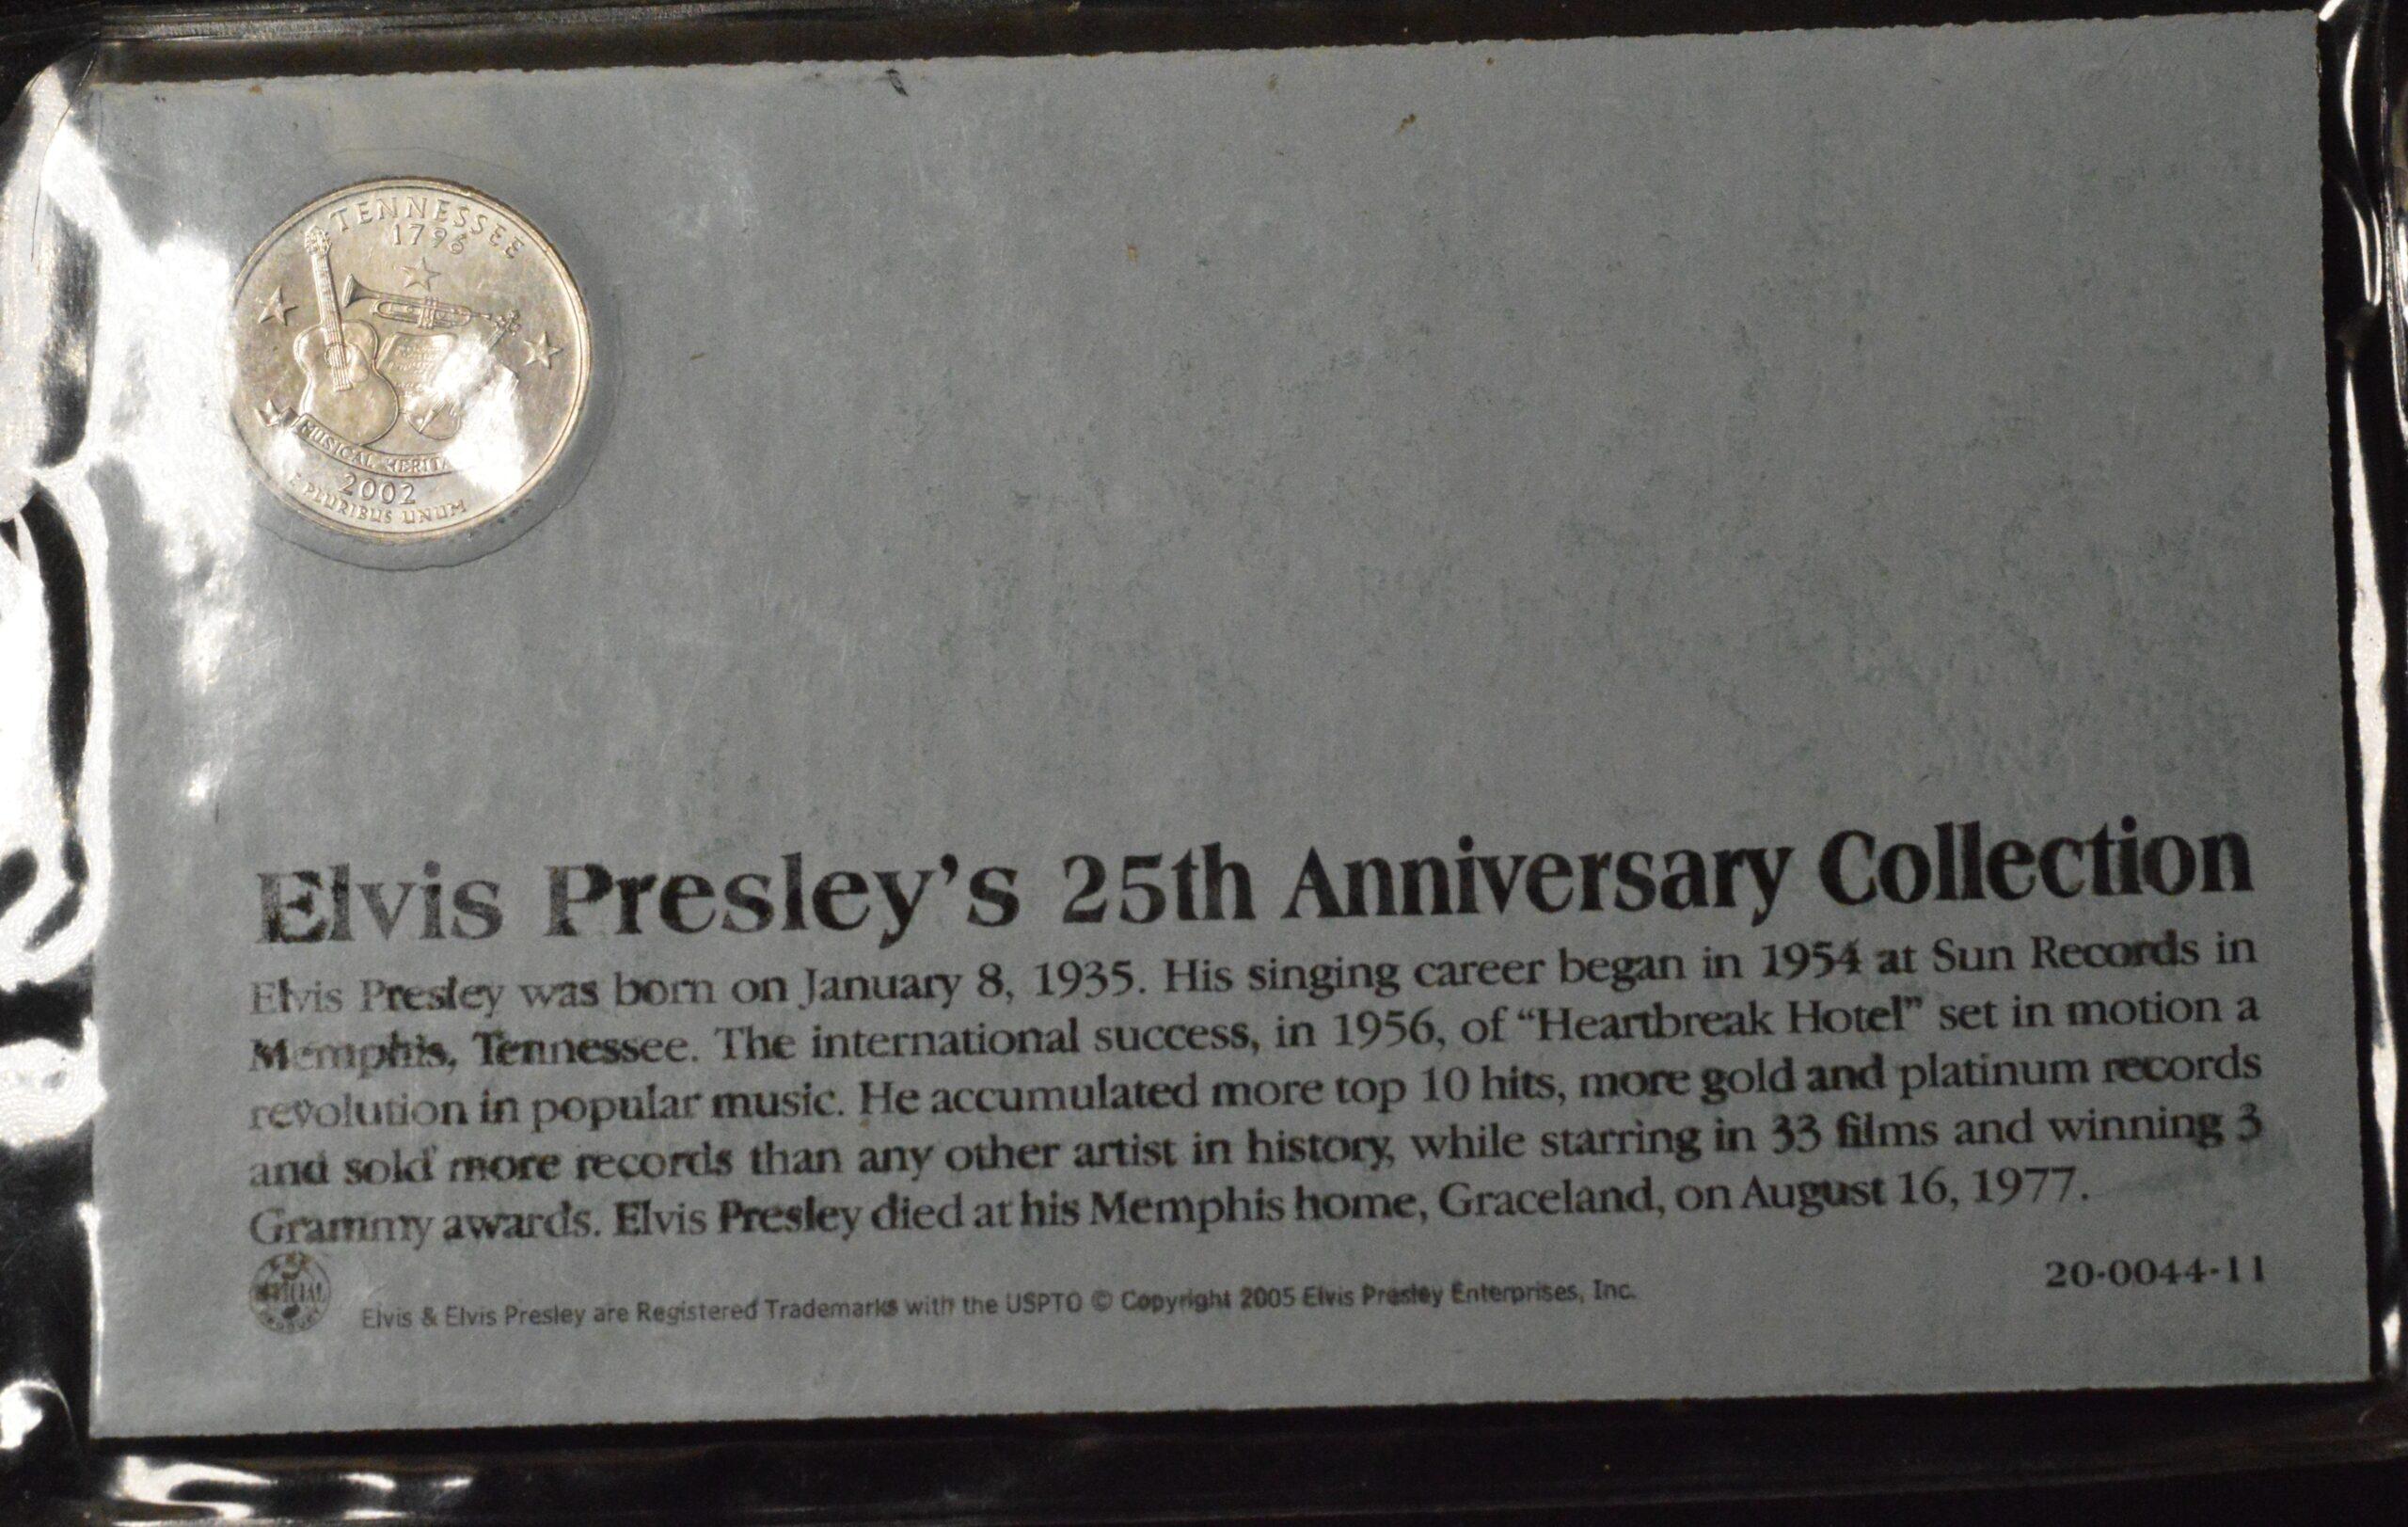 TENNESSEE
1796
MUSICAL
2002
E PLURIBUS UNUM
Elvis Presley's 25th Anniversary Collection
Elvis Presley was born on January 8, 1935. His singing career began in 1954 at Sun Records in
Memphis, Tennessee. The international success, in 1956, of “Heartbreak Hotel” set in motion a
revolution in popular music. He accumulated more top 10 hits, more gold and platinum records
and sold more records than any other artist in history, while starring in 33 films and winning 3
Grammy awards. Elvis Presley died at his Memphis home, Graceland, on August 16, 1977.
20-0044-11
Elvis & Elvis Presley are Registered Trademarks with the USPTO © Copyright 2005 Elvis Presley Enterprises, Inc.